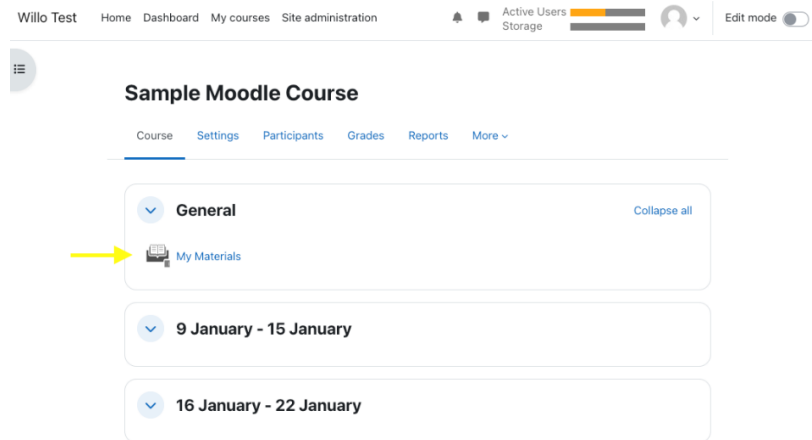 Willo Test Home Dashboard My courses Site administration Active Users Edit mode
Storage
Sample Moodle Course
Course Settings Participants Grades Reports More
General Collapse all
My Materials
9 January - 15 January
16 January - 22 January